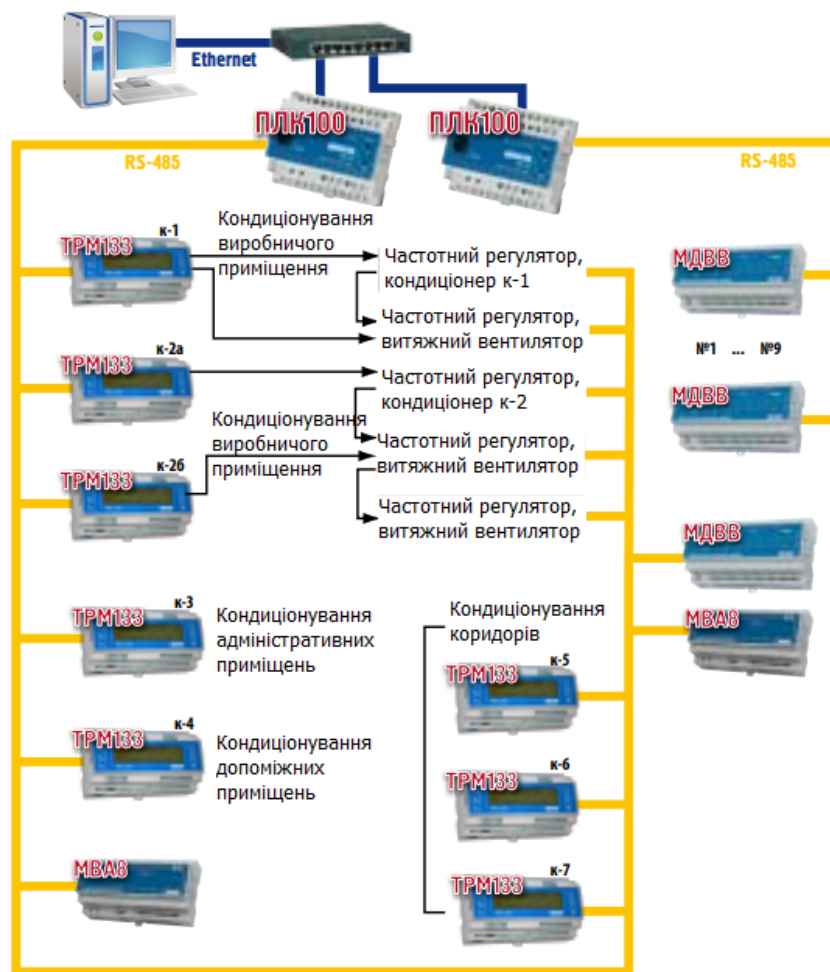 Ethernet
ПЛК100
ПЛК100
RS-485
RS-485
ТРМ133
к-1
Кондиціонування
виробничого
приміщення
Частотний регулятор,
кондиціонер к-1
Частотний регулятор,
витяжний вентилятор
МДВВ
№1 ... №9
МДВВ
ТРМ133
к-2а
Частотний регулятор,
кондиціонер к-2
Кондиціонування
виробничого
приміщення
ТРМ133
к-2б
Частотний регулятор,
витяжний вентилятор
Частотний регулятор,
витяжний вентилятор
МДВВ
МВА8
ТРМ133
к-3
Кондиціонування
адміністративних
приміщень
Кондиціонування
коридорів
ТРМ133
к-5
ТРМ133
к-4
Кондиціонування
допоміжних
приміщень
ТРМ133
к-6
МВА8
ТРМ133
к-7